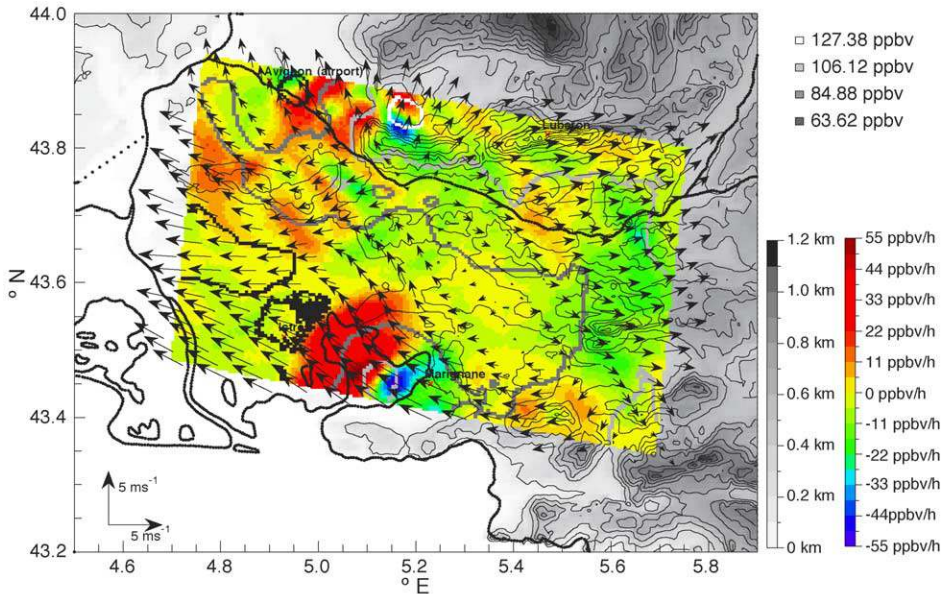 44.0
43.8
43.6
43.4
43.2
° N
4.6 4.8 5.0 5.2 5.4 5.6 5.8
° E
Avignon (airport)
Luberon
Marignane
5 ms-1
5 ms-1
127.38 ppbv
106.12 ppbv
84.88 ppbv
63.62 ppbv
1.2 km
1.0 km
0.8 km
0.6 km
0.4 km
0.2 km
0 km
55 ppbv/h
44 ppbv/h
33 ppbv/h
22 ppbv/h
11 ppbv/h
0 ppbv/h
-11 ppbv/h
-22 ppbv/h
-33 ppbv/h
-44ppbv/h
-55 ppbv/h